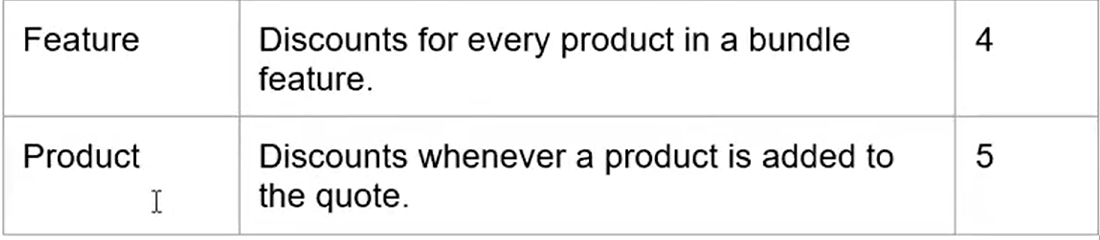 Feature Discounts for every product in a bundle 4
feature.
Product Discounts whenever a product is added to 5
the quote.